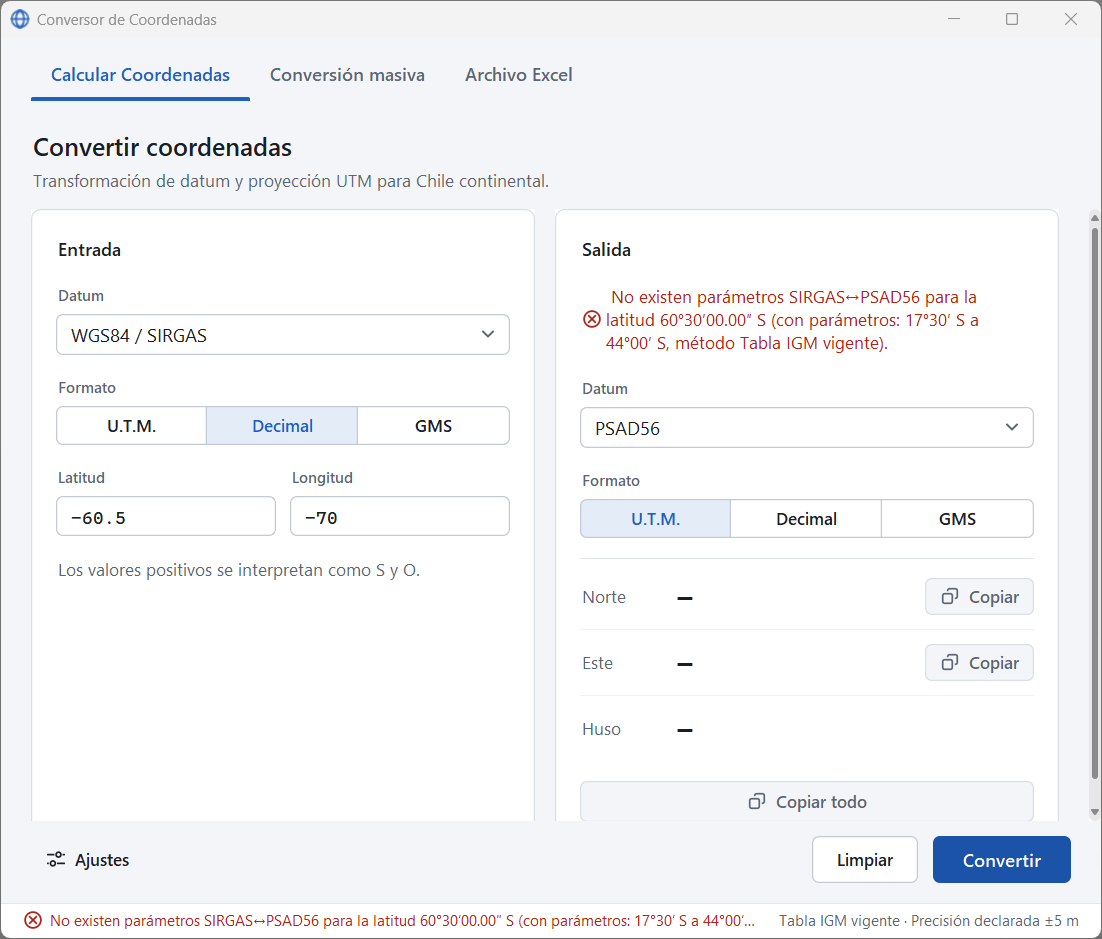 Conversor de Coordenadas
Calcular Coordenadas
Conversión masiva
Archivo Excel
Convertir coordenadas
Transformación de datum y proyección UTM para Chile continental.
Entrada
Datum
WGS84 / SIRGAS
Formato
U.T.M.
Decimal
GMS
Latitud
Longitud
−60.5
−70
Los valores positivos se interpretan como S y O.
Salida
No existen parámetros SIRGAS↔PSAD56 para la
latitud 60°30′00.00″ S (con parámetros: 17°30′ S a
44°00′ S, método Tabla IGM vigente).
Datum
PSAD56
Formato
U.T.M.
Decimal
GMS
Norte
—
Copiar
Este
—
Copiar
Huso
—
Copiar todo
Ajustes
Limpiar
Convertir
No existen parámetros SIRGAS↔PSAD56 para la latitud 60°30′00.00″ S (con parámetros: 17°30′ S a 44°00′...
Tabla IGM vigente · Precisión declarada ±5 m